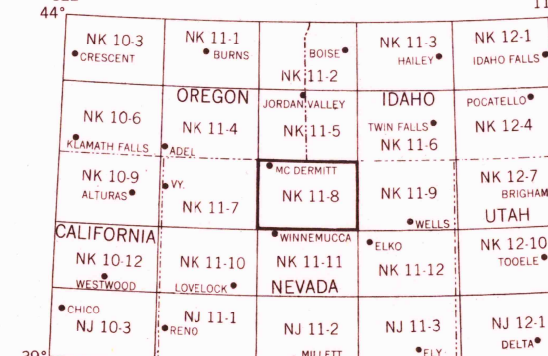 44°
11
NK 10-3
CRESCENT
NK 11-1
BURNS
BOISE
NK 11-2
NK 11-3
HAILEY
NK 12-1
IDAHO FALLS
OREGON
IDAHO
NK 10-6
KLAMATH FALLS
NK 11-4
ADEL
JORDAN VALLEY
NK 11-5
TWIN FALLS
NK 11-6
POCATELLO
NK 12-4
NK 10-9
ALTURAS
VY.
NK 11-7
MC DERMITT
NK 11-8
NK 11-9
WELLS
NK 12-7
BRIGHAM
UTAH
CALIFORNIA
NK 10-12
WESTWOOD
NK 11-10
LOVELOCK
WINNEMUCCA
NK 11-11
NEVADA
ELKO
NK 11-12
NK 12-10
TOOELE
CHICO
NJ 10-3
NJ 11-1
RENO
NJ 11-2
MILLETT
NJ 11-3
ELY
NJ 12-1
DELTA
39°